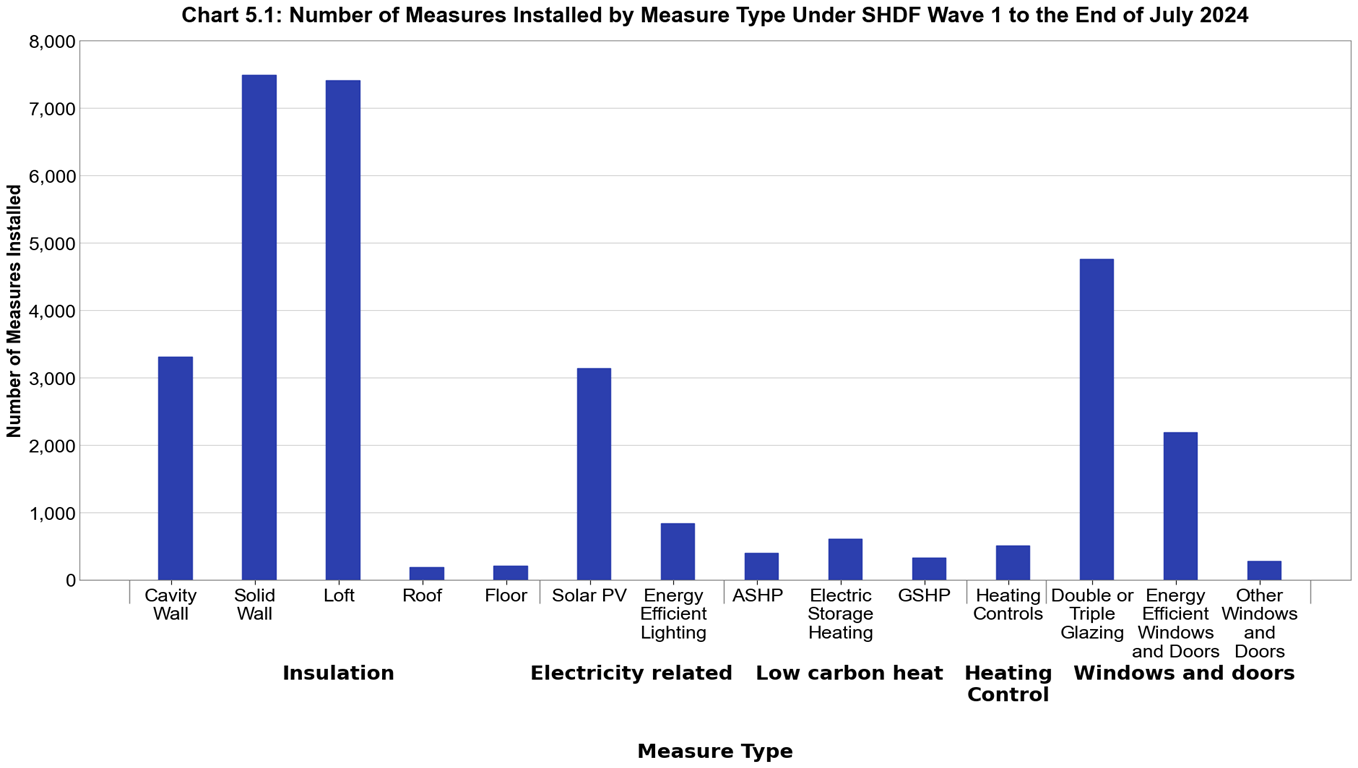 Chart 5.1: Number of Measures Installed by Measure Type Under SHDF Wave 1 to the End of July 2024
Number of Measures Installed
8,000
7,000
6,000
5,000
4,000
3,000
2,000
1,000
0
Cavity
Wall
Solid
Wall
Loft
Roof
Floor
Solar PV
Energy
Efficient
Lighting
ASHP
Electric
Storage
Heating
GSHP
Heating
Controls
Double or
Triple
Glazing
Energy
Efficient
Windows
and Doors
Other
Windows
and
Doors
Insulation
Electricity related
Low carbon heat
Heating
Control
Windows and doors
Measure Type